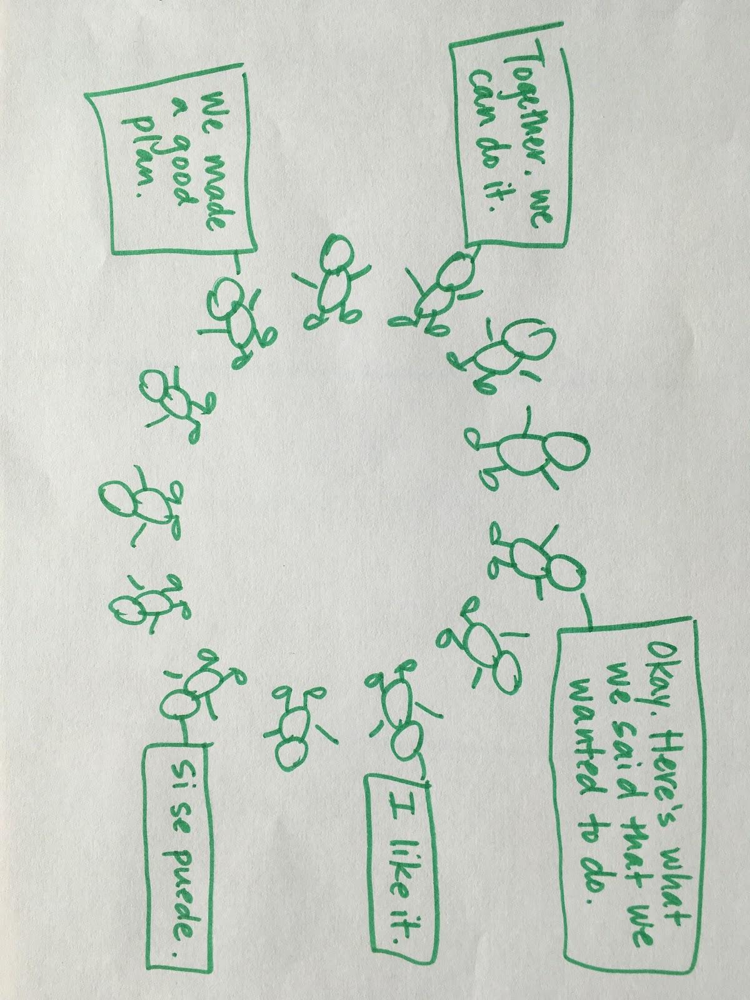 Okay. Here's what
we said that we
wanted to do.
Together. we
can do it.
I like it.
We made
a good
plan.
Si se puede.